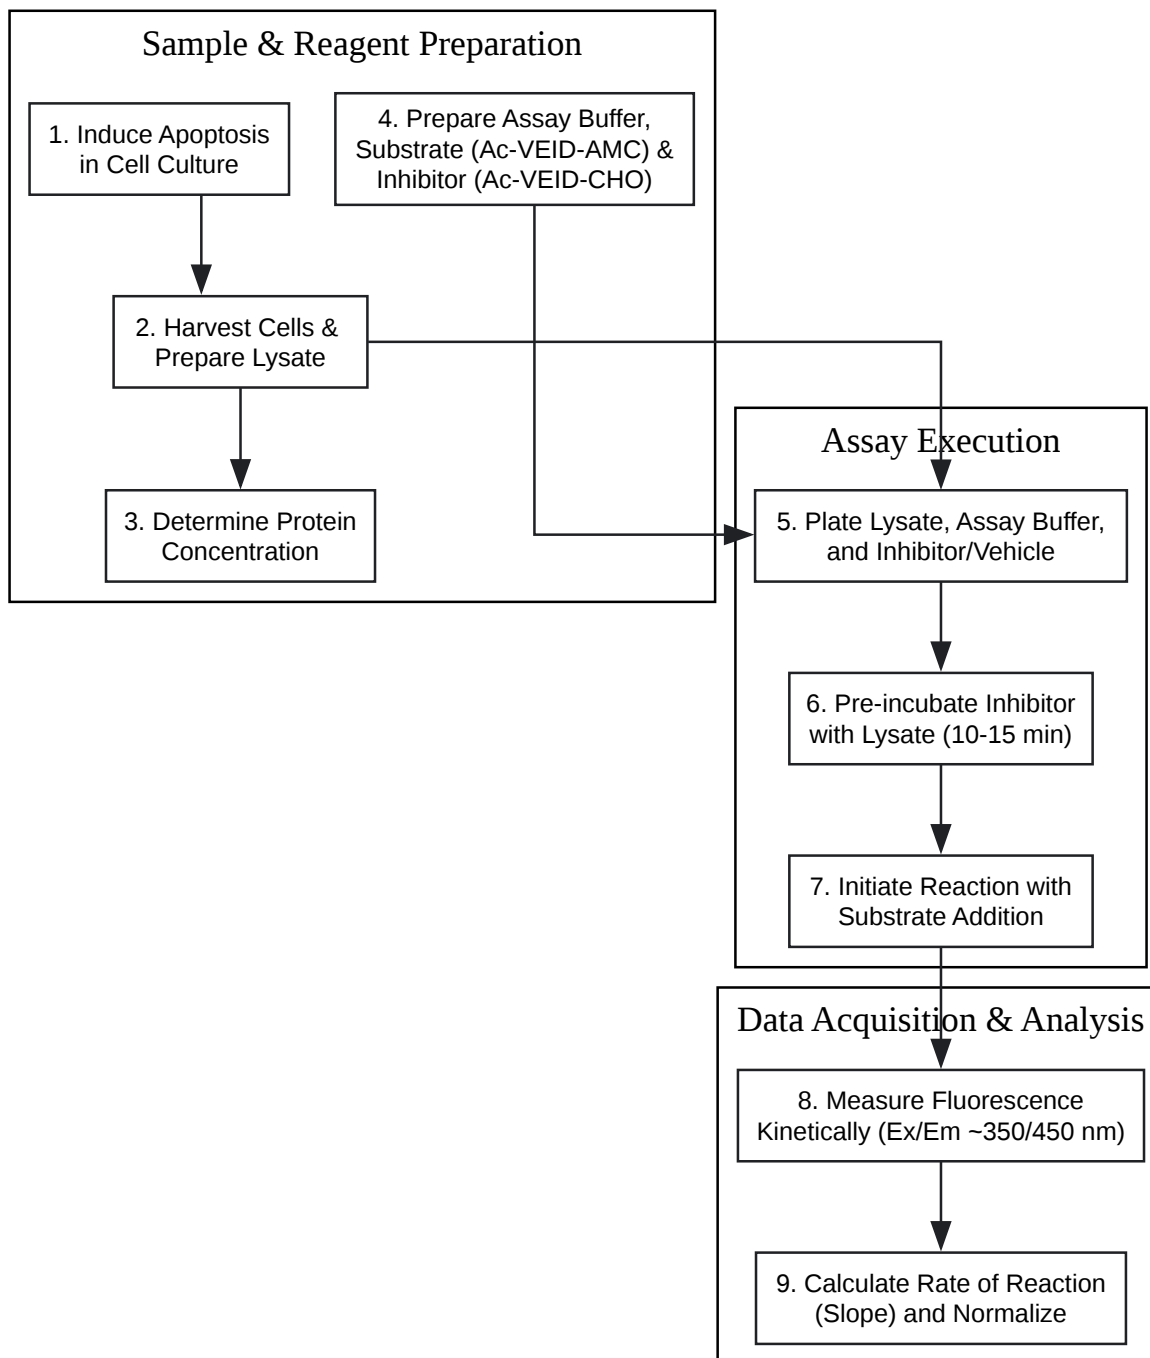 Sample & Reagent Preparation
1. Induce Apoptosis
in Cell Culture
4. Prepare Assay Buffer,
Substrate (Ac-VEID-AMC) &
Inhibitor (Ac-VEID-CHO)
2. Harvest Cells &
Prepare Lysate
3. Determine Protein
Concentration
Assay Execution
5. Plate Lysate, Assay Buffer,
and Inhibitor/Vehicle
6. Pre-incubate Inhibitor
with Lysate (10-15 min)
7. Initiate Reaction with
Substrate Addition
Data Acquisition & Analysis
8. Measure Fluorescence
Kinetically (Ex/Em ~350/450 nm)
9. Calculate Rate of Reaction
(Slope) and Normalize